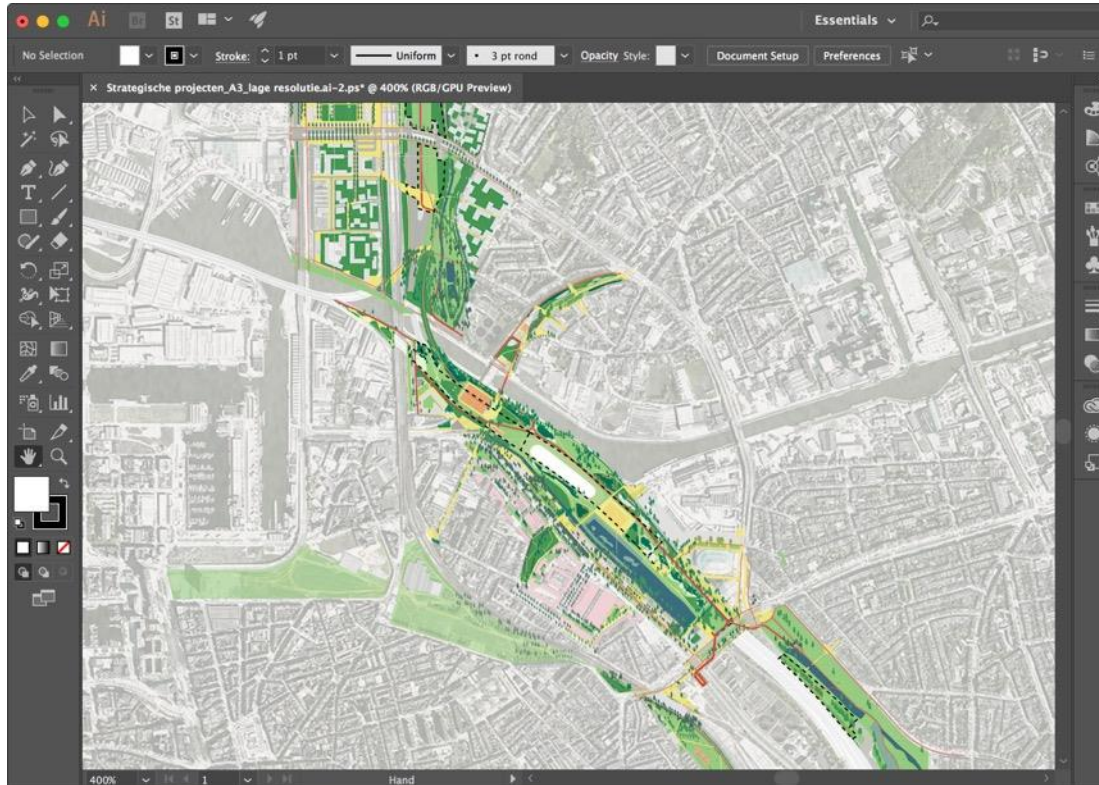 Ai Br St Essentials
No Selection Stroke: 1 pt Uniform 3 pt rond Opacity Style: Document Setup Preferences
× Strategische projecten_A3_lage resolutie.ai-2.ps* @ 400% (RGB/GPU Preview)
400% 1 Hand